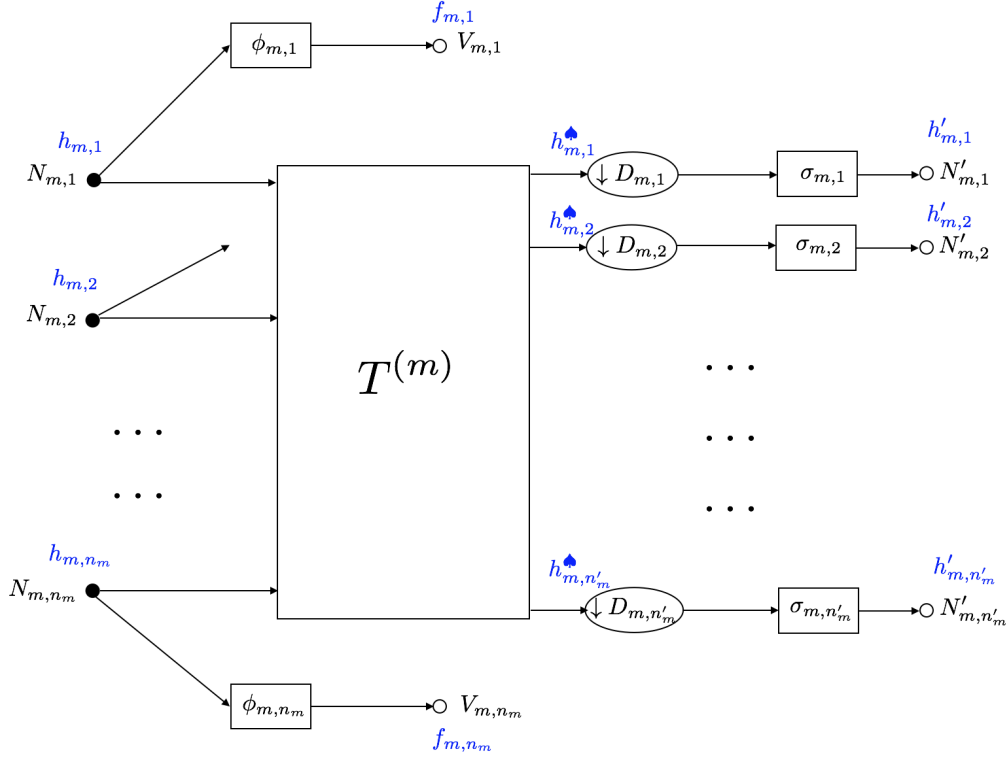 f_{m,1}
ϕ_{m,1} V_{m,1}
h_{m,1} h^♠_{m,1} h'_{m,1}
N_{m,1} ↓ D_{m,1} σ_{m,1} N'_{m,1}
h^♠_{m,2} h'_{m,2}
↓ D_{m,2} σ_{m,2} N'_{m,2}
h_{m,2}
N_{m,2}
T^{(m)}
· · ·
· · ·
· · ·
· · ·
· · ·
h_{m,n_m} h^♠_{m,n'_m} h'_{m,n'_m}
N_{m,n_m} ↓ D_{m,n'_m} σ_{m,n'_m} N'_{m,n'_m}
ϕ_{m,n_m} V_{m,n_m}
f_{m,n_m}